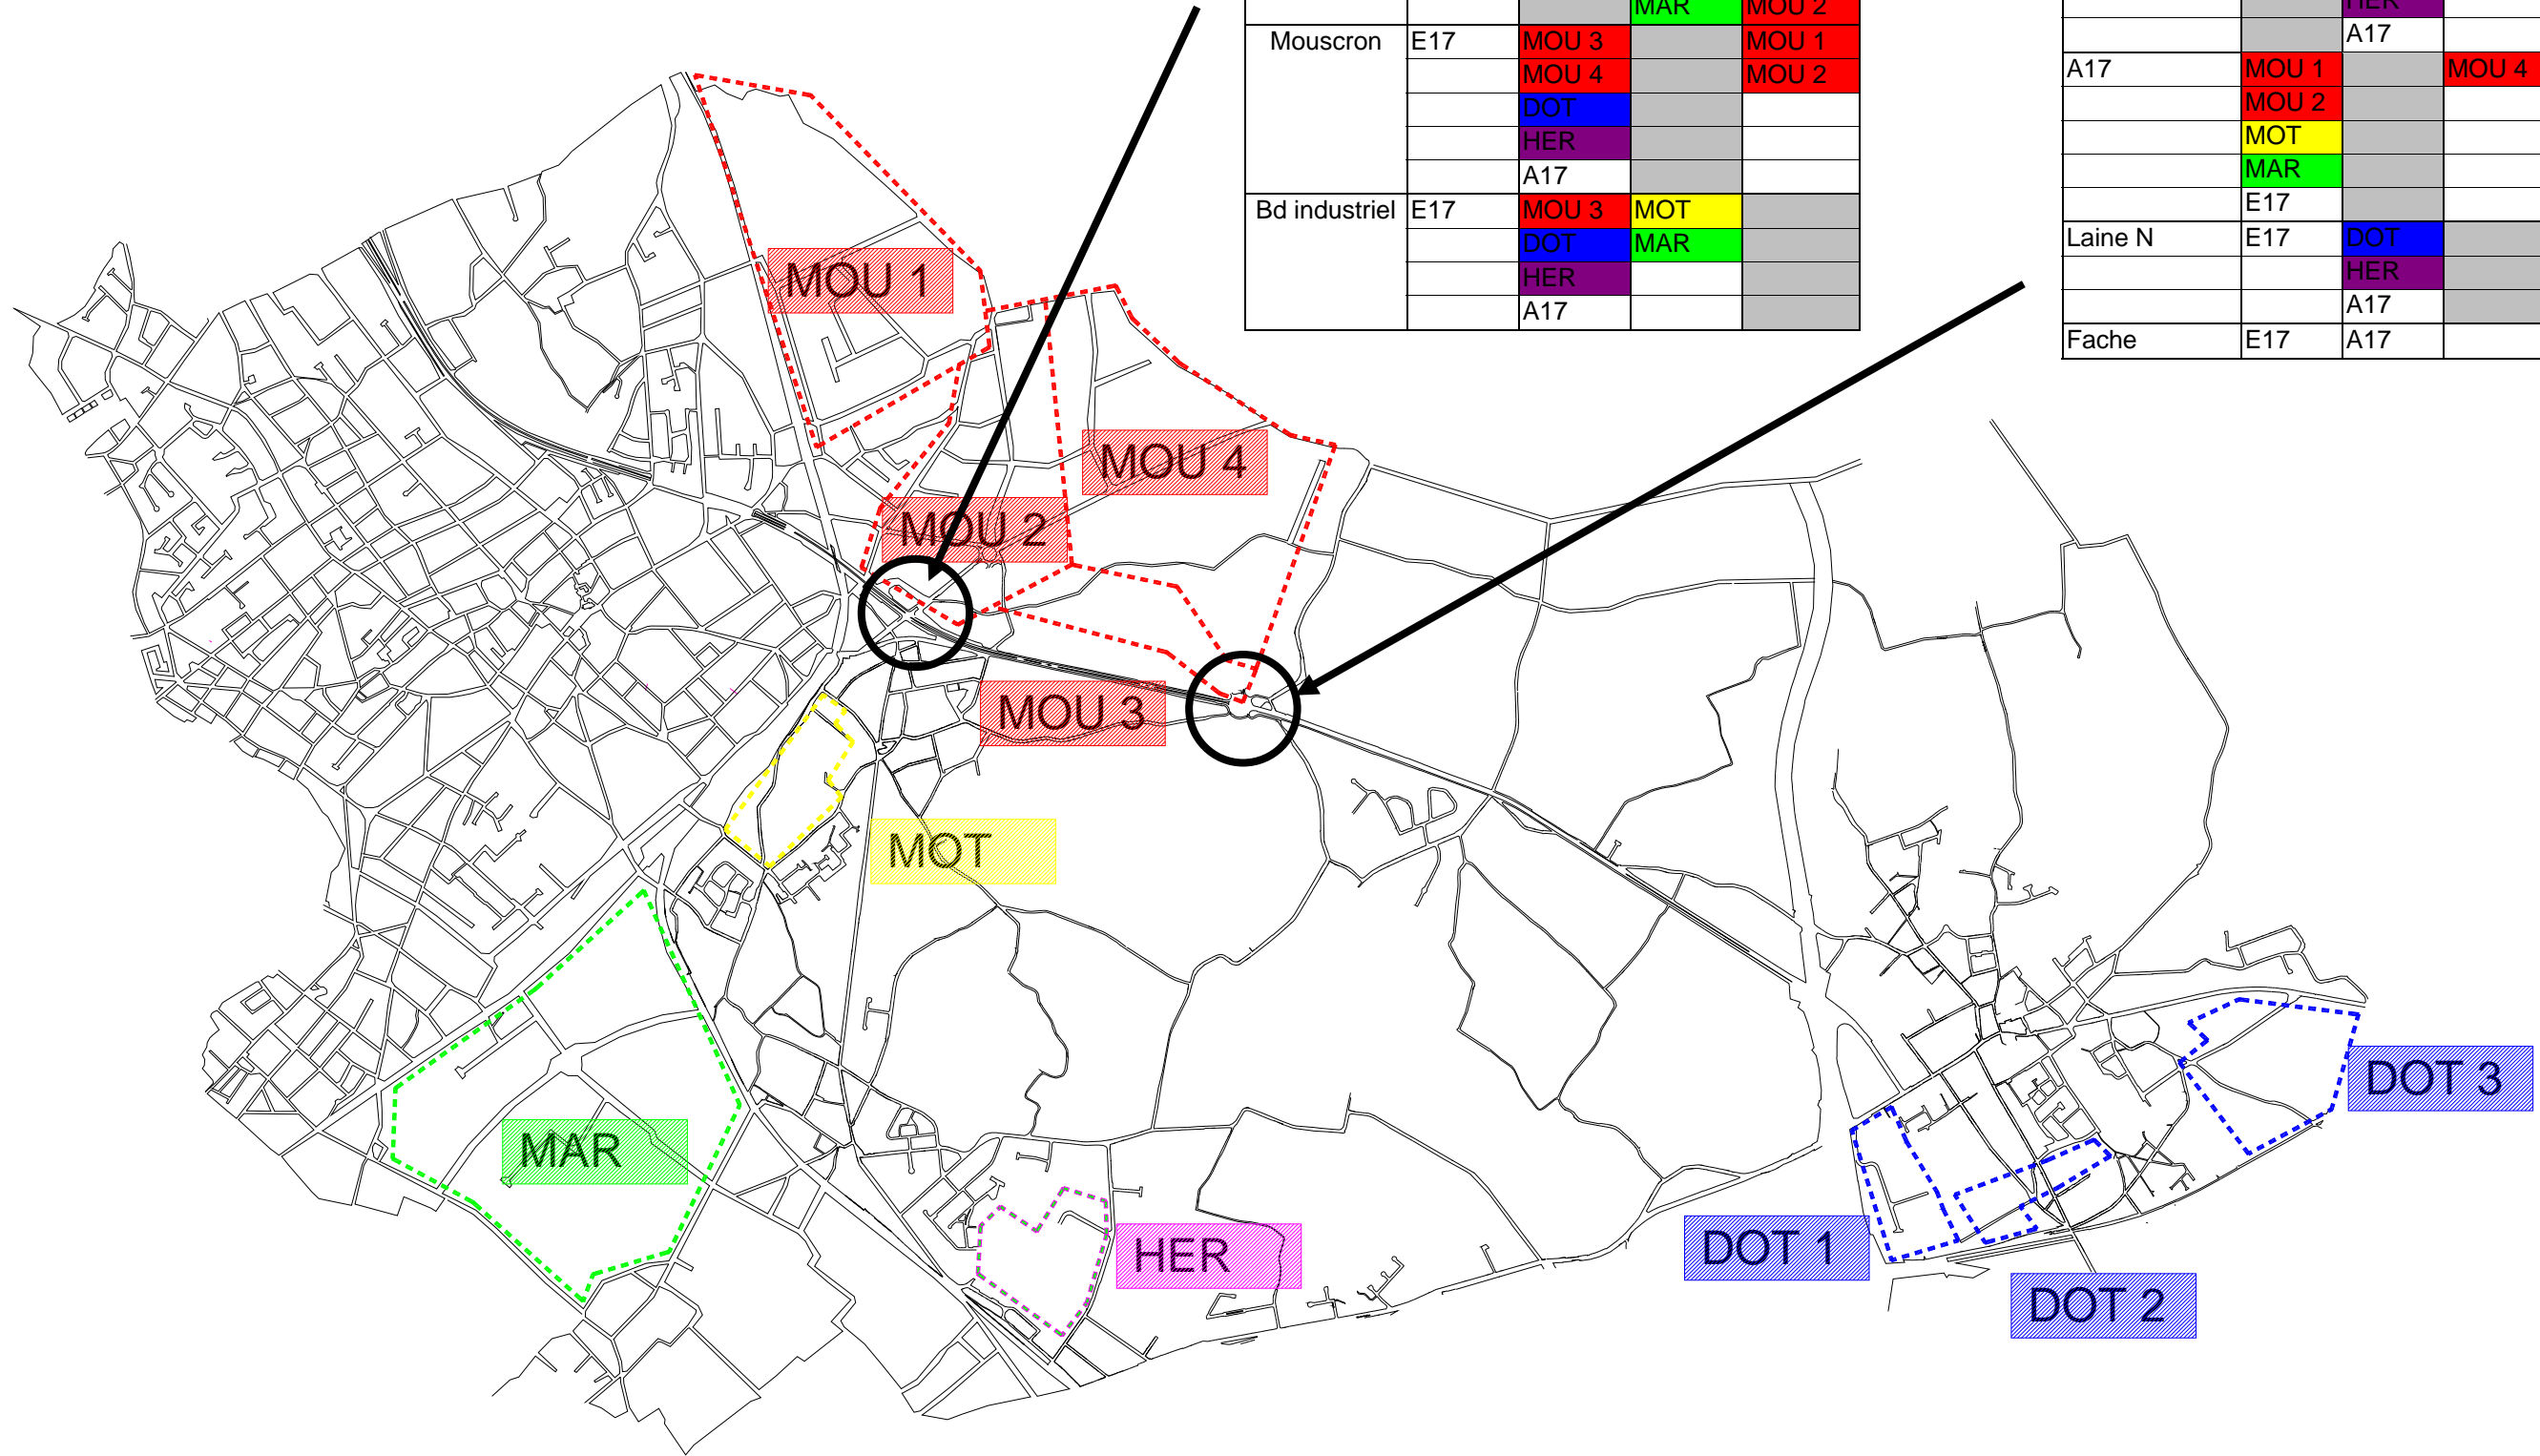 MAR MOU 2
Mouscron E17 MOU 3 MOU 1
MOU 4 MOU 2
DOT
HER
A17
Bd industriel E17 MOU 3 MOT
DOT MAR
HER
A17
HER
A17
A17 MOU 1 MOU 4
MOU 2
MOT
MAR
E17
Laine N E17 DOT
HER
A17
Fache E17 A17
MOU 1
MOU 4
MOU 2
MOU 3
MOT
MAR
HER
DOT 3
DOT 1
DOT 2